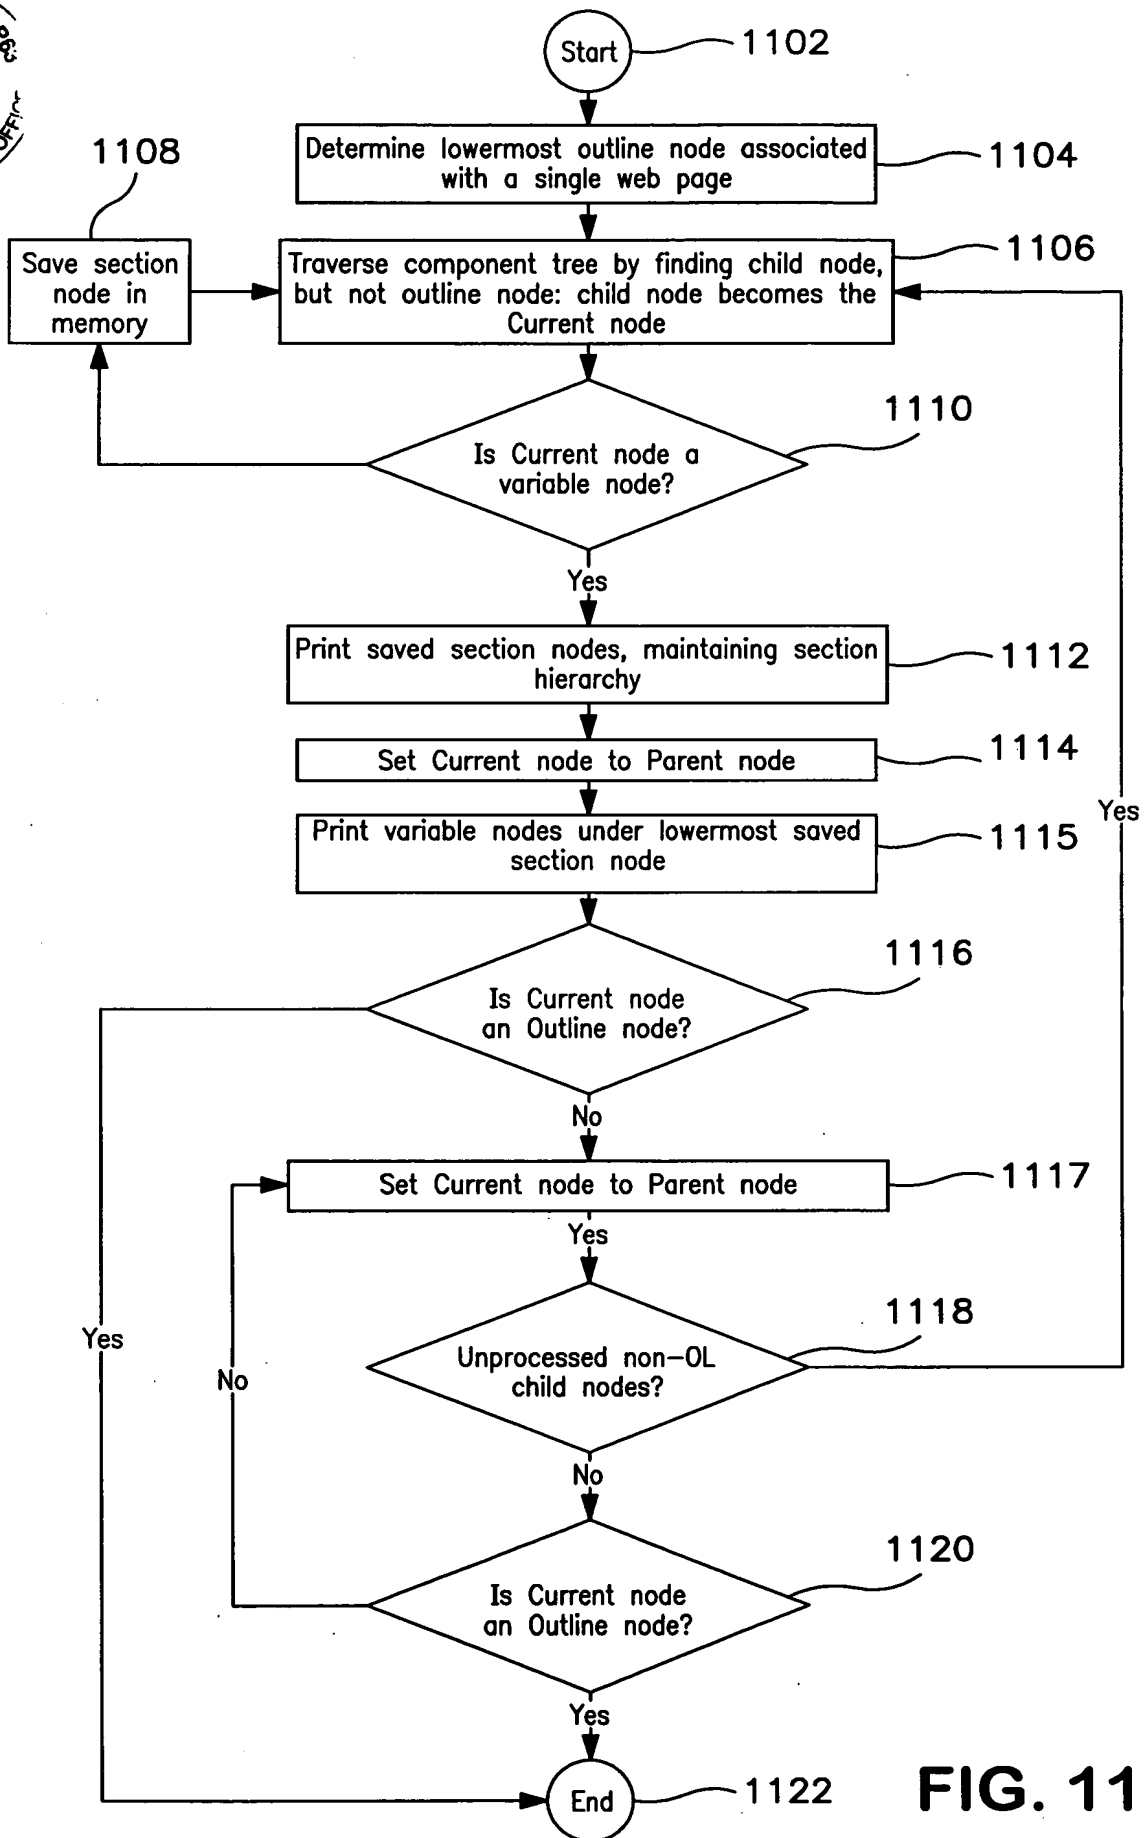 Start
1102
Determine lowermost outline node associated
with a single web page
1104
1108
Save section
node in
memory
Traverse component tree by finding child node,
but not outline node: child node becomes the
Current node
1106
Is Current node a
variable node?
1110
Yes
Print saved section nodes, maintaining section
hierarchy
1112
Set Current node to Parent node
1114
Print variable nodes under lowermost saved
section node
1115
Yes
Is Current node
an Outline node?
1116
No
Set Current node to Parent node
1117
Yes
Yes
No
Unprocessed non-OL
child nodes?
1118
No
Is Current node
an Outline node?
1120
Yes
End
1122
FIG. 11